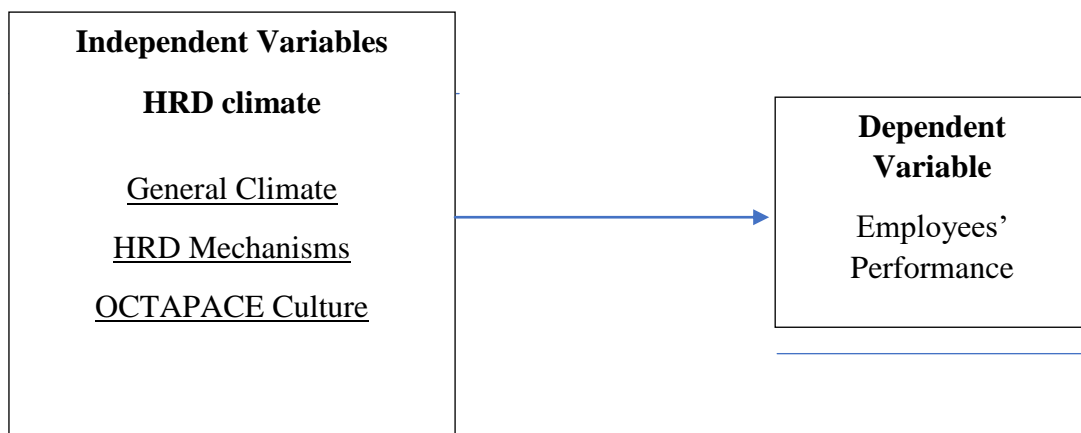 Independent Variables
HRD climate
General Climate
HRD Mechanisms
OCTAPACE Culture
Dependent
Variable
Employees’
Performance